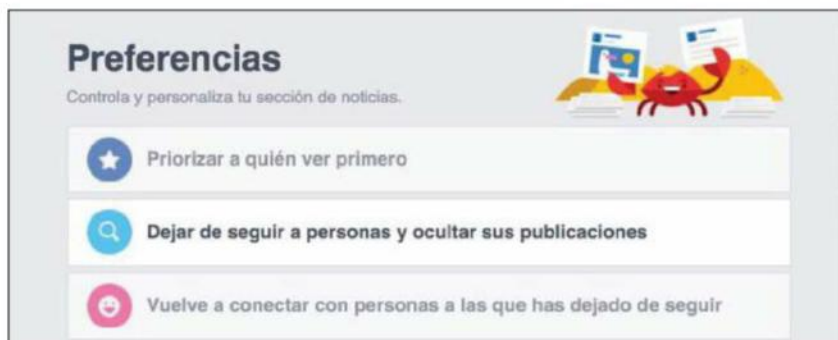 Preferencias
Controla y personaliza tu sección de noticias.
Priorizar a quién ver primero
Dejar de seguir a personas y ocultar sus publicaciones
Vuelve a conectar con personas a las que has dejado de seguir